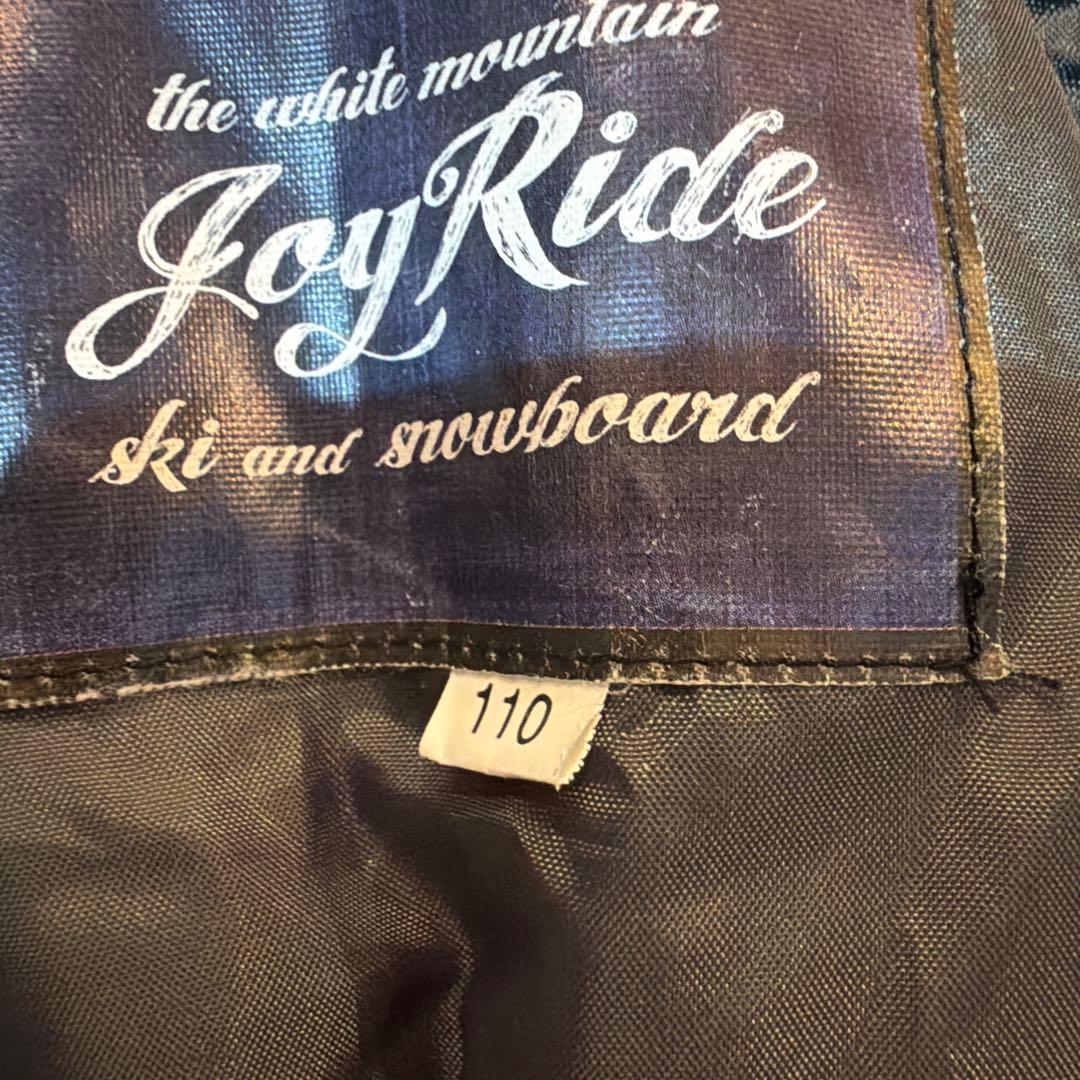 the white mountain
JoyRide
ski and snowboard
110